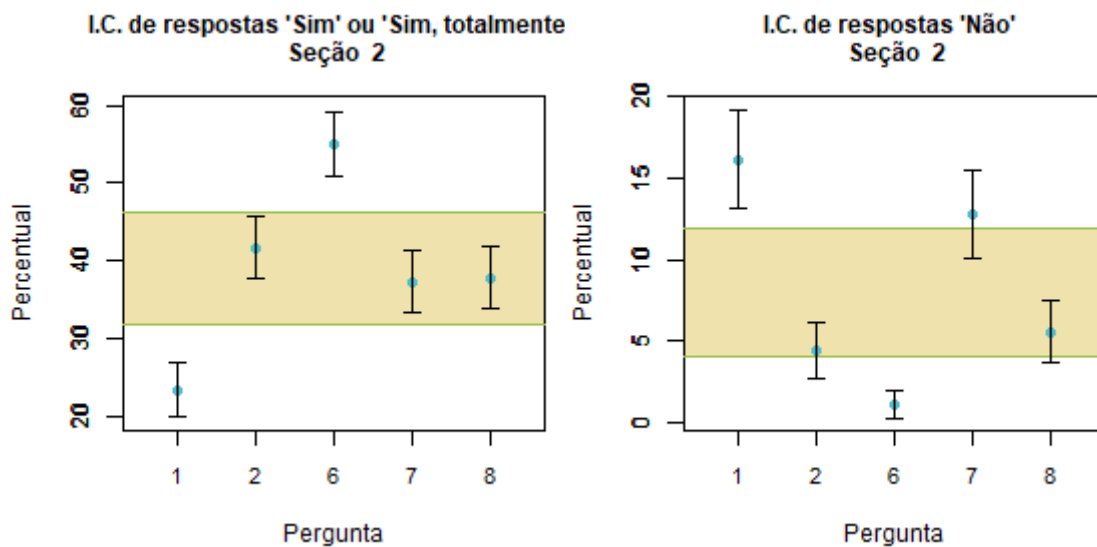 I.C. de respostas 'Sim' ou 'Sim, totalmente
Seção 2
Percentual
60
50
40
30
20
1 2 6 7 8
Pergunta
I.C. de respostas 'Não'
Seção 2
Percentual
20
15
10
5
0
1 2 6 7 8
Pergunta